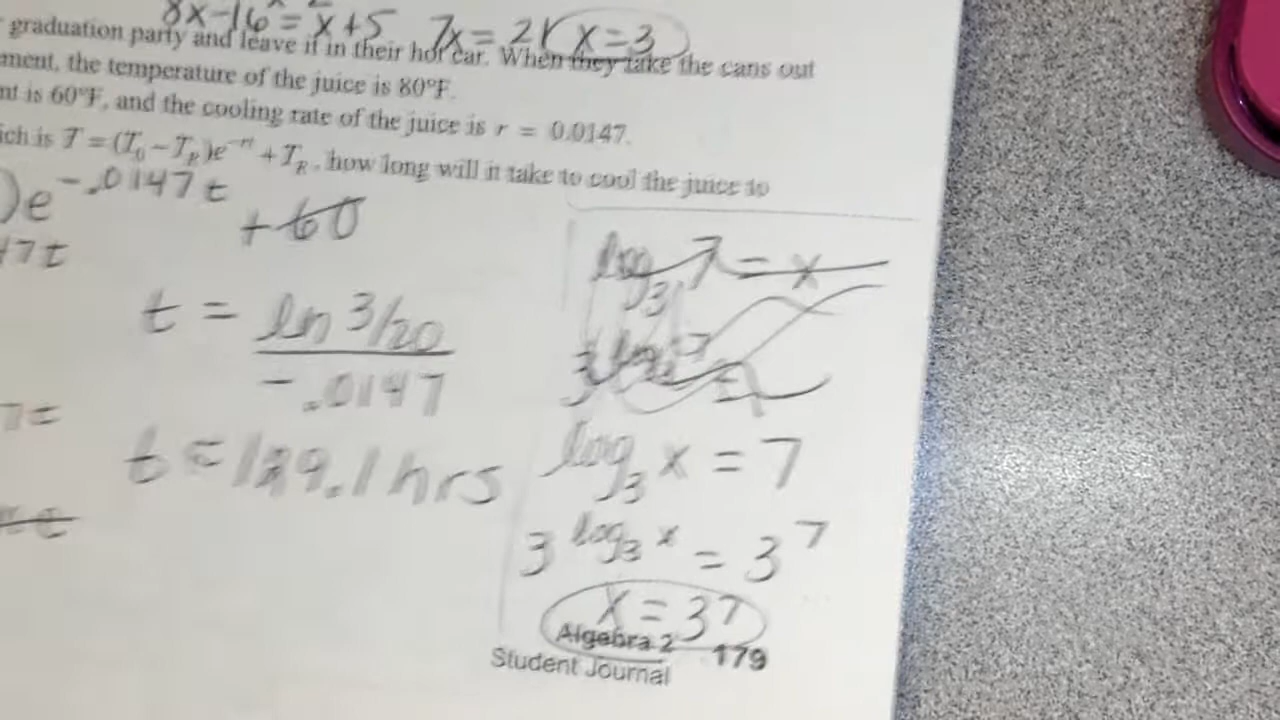 8x-16 = x+5 7x = 21 x=3
graduation party and leave it in their hot car. When they take the cans out
ment, the temperature of the juice is 80°F.
nt is 60°F, and the cooling rate of the juice is r = 0.0147.
ich is T = (T₀ − T_R)e^−rt + T_R, how long will it take to cool the juice to
)e^-.0147t
+60
47t
log₃7 = x
t = ln 3/20
-.0147
7t
t = 129.1 hrs
log₃ x = 7
3^log₃x = 3^7
x = 3^7
Algebra 2 179
Student Journal